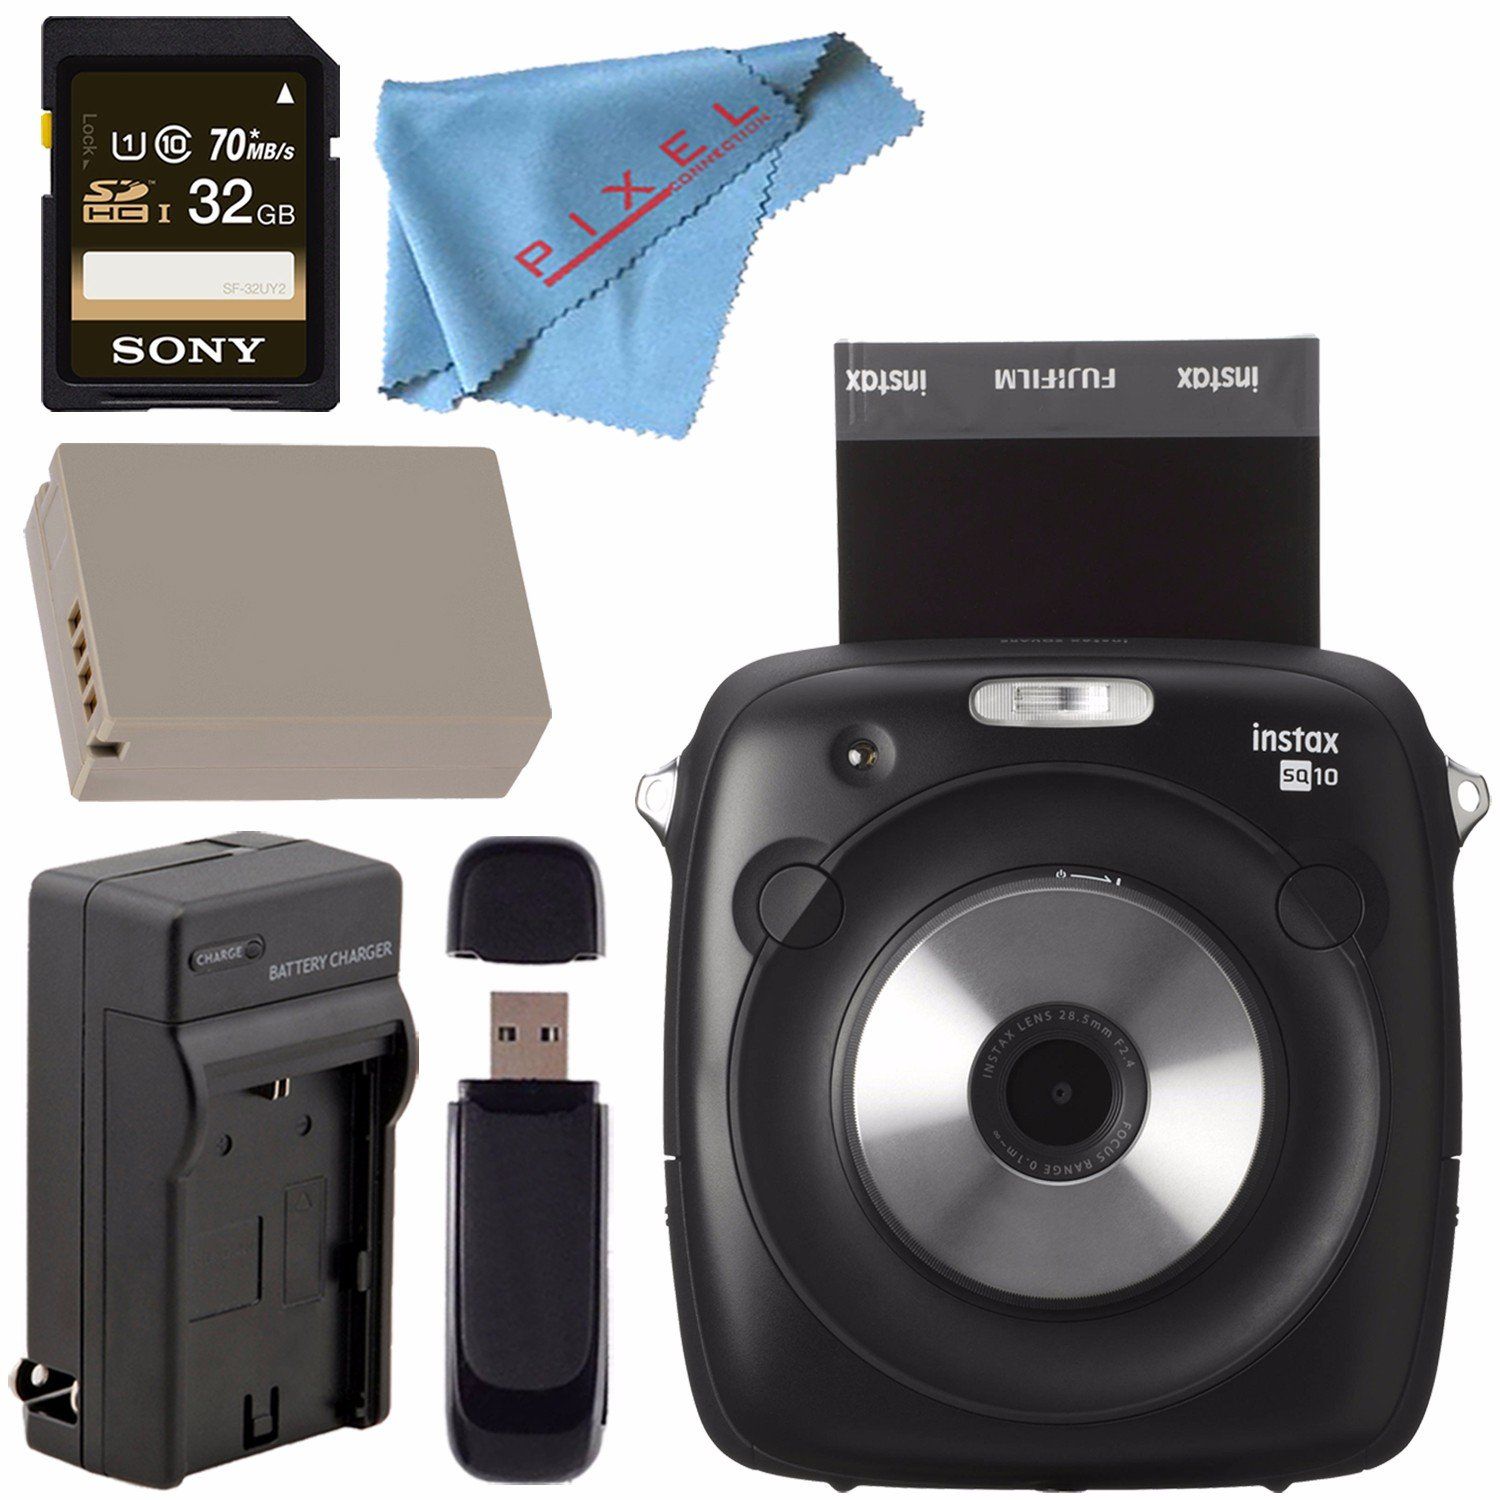 Lock
U1 C10 70*MB/s
SDHC I 32GB
SF-32UY2
SONY
PIXEL
CONNECTION
instax FUJIFILM instax
instax
SQ10
INSTAX LENS 28.5mm F2.4
FOCUS RANGE 0.1m~∞
CHARGE
BATTERY CHARGER